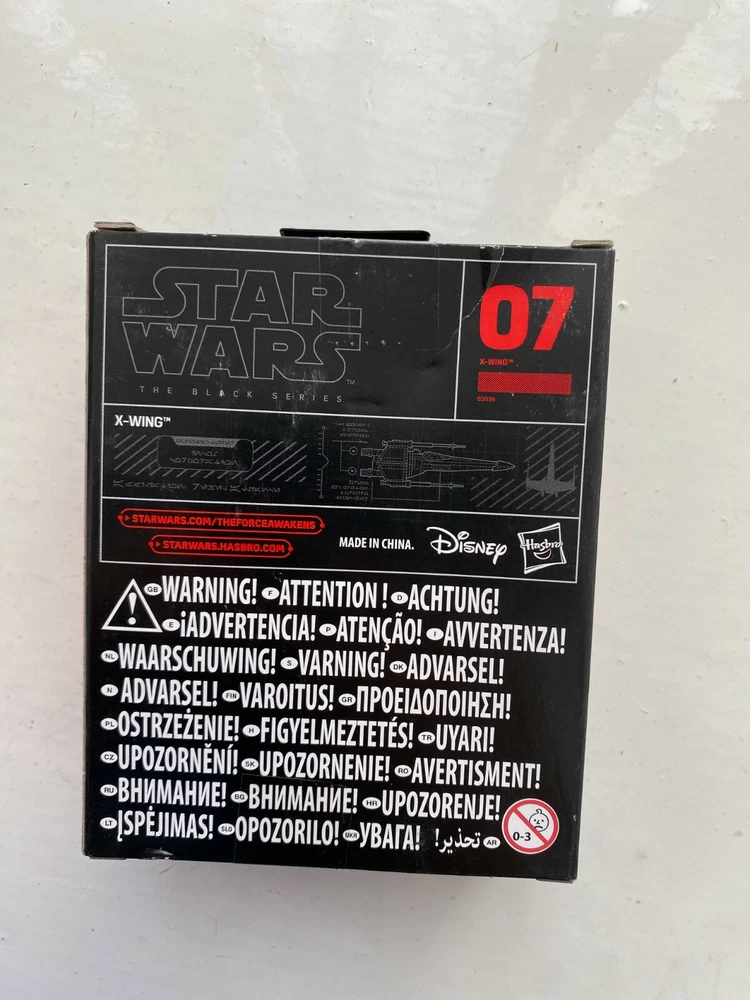 STAR
WARS™
THE BLACK SERIES
07
X-WING™
X-WING™
STARWARS.COM/THEFORCEAWAKENS
STARWARS.HASBRO.COM
MADE IN CHINA.
Disney
Hasbro
GB WARNING! F ATTENTION ! D ACHTUNG!
E ¡ADVERTENCIA! P ATENÇÃO! I AVVERTENZA!
NL WAARSCHUWING! S VARNING! DK ADVARSEL!
N ADVARSEL! FIN VAROITUS! GR ΠΡΟΕΙΔΟΠΟΙΗΣΗ!
PL OSTRZEŻENIE! H FIGYELMEZTETÉS! TR UYARI!
CZ UPOZORNĚNÍ! SK UPOZORNENIE! RO AVERTISMENT!
RU ВНИМАНИЕ! BG ВНИМАНИЕ! HR UPOZORENJE!
LT ĮSPĖJIMAS! SLO OPOZORILO! UKR УВАГА! AR تحذير!
0-3